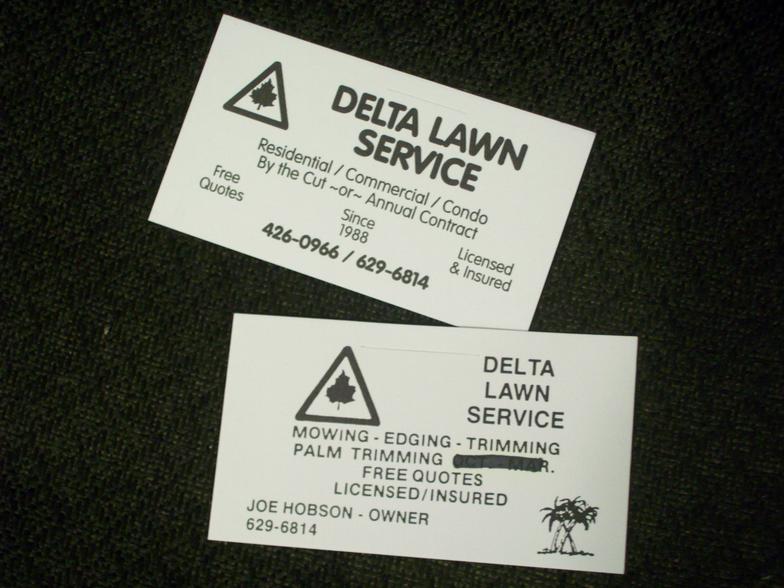 DELTA LAWN
SERVICE
Residential / Commercial / Condo
By the Cut ~or~ Annual Contract
Free
Quotes
Since
1988
Licensed
& Insured
426-0966 / 629-6814
DELTA
LAWN
SERVICE
MOWING - EDGING - TRIMMING
PALM TRIMMING OCT. - MAR.
FREE QUOTES
LICENSED/INSURED
JOE HOBSON - OWNER
629-6814